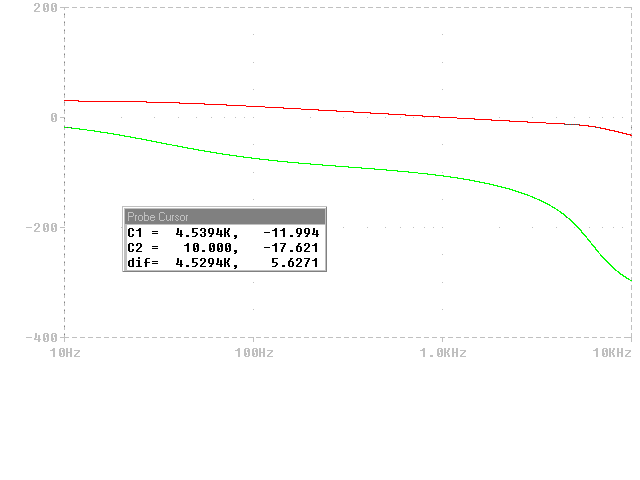 200
0
-200
-400
10Hz 100Hz 1.0KHz 10KHz
Probe Cursor
C1 = 4.5394K, -11.994
C2 = 10.000, -17.621
dif= 4.5294K, 5.6271